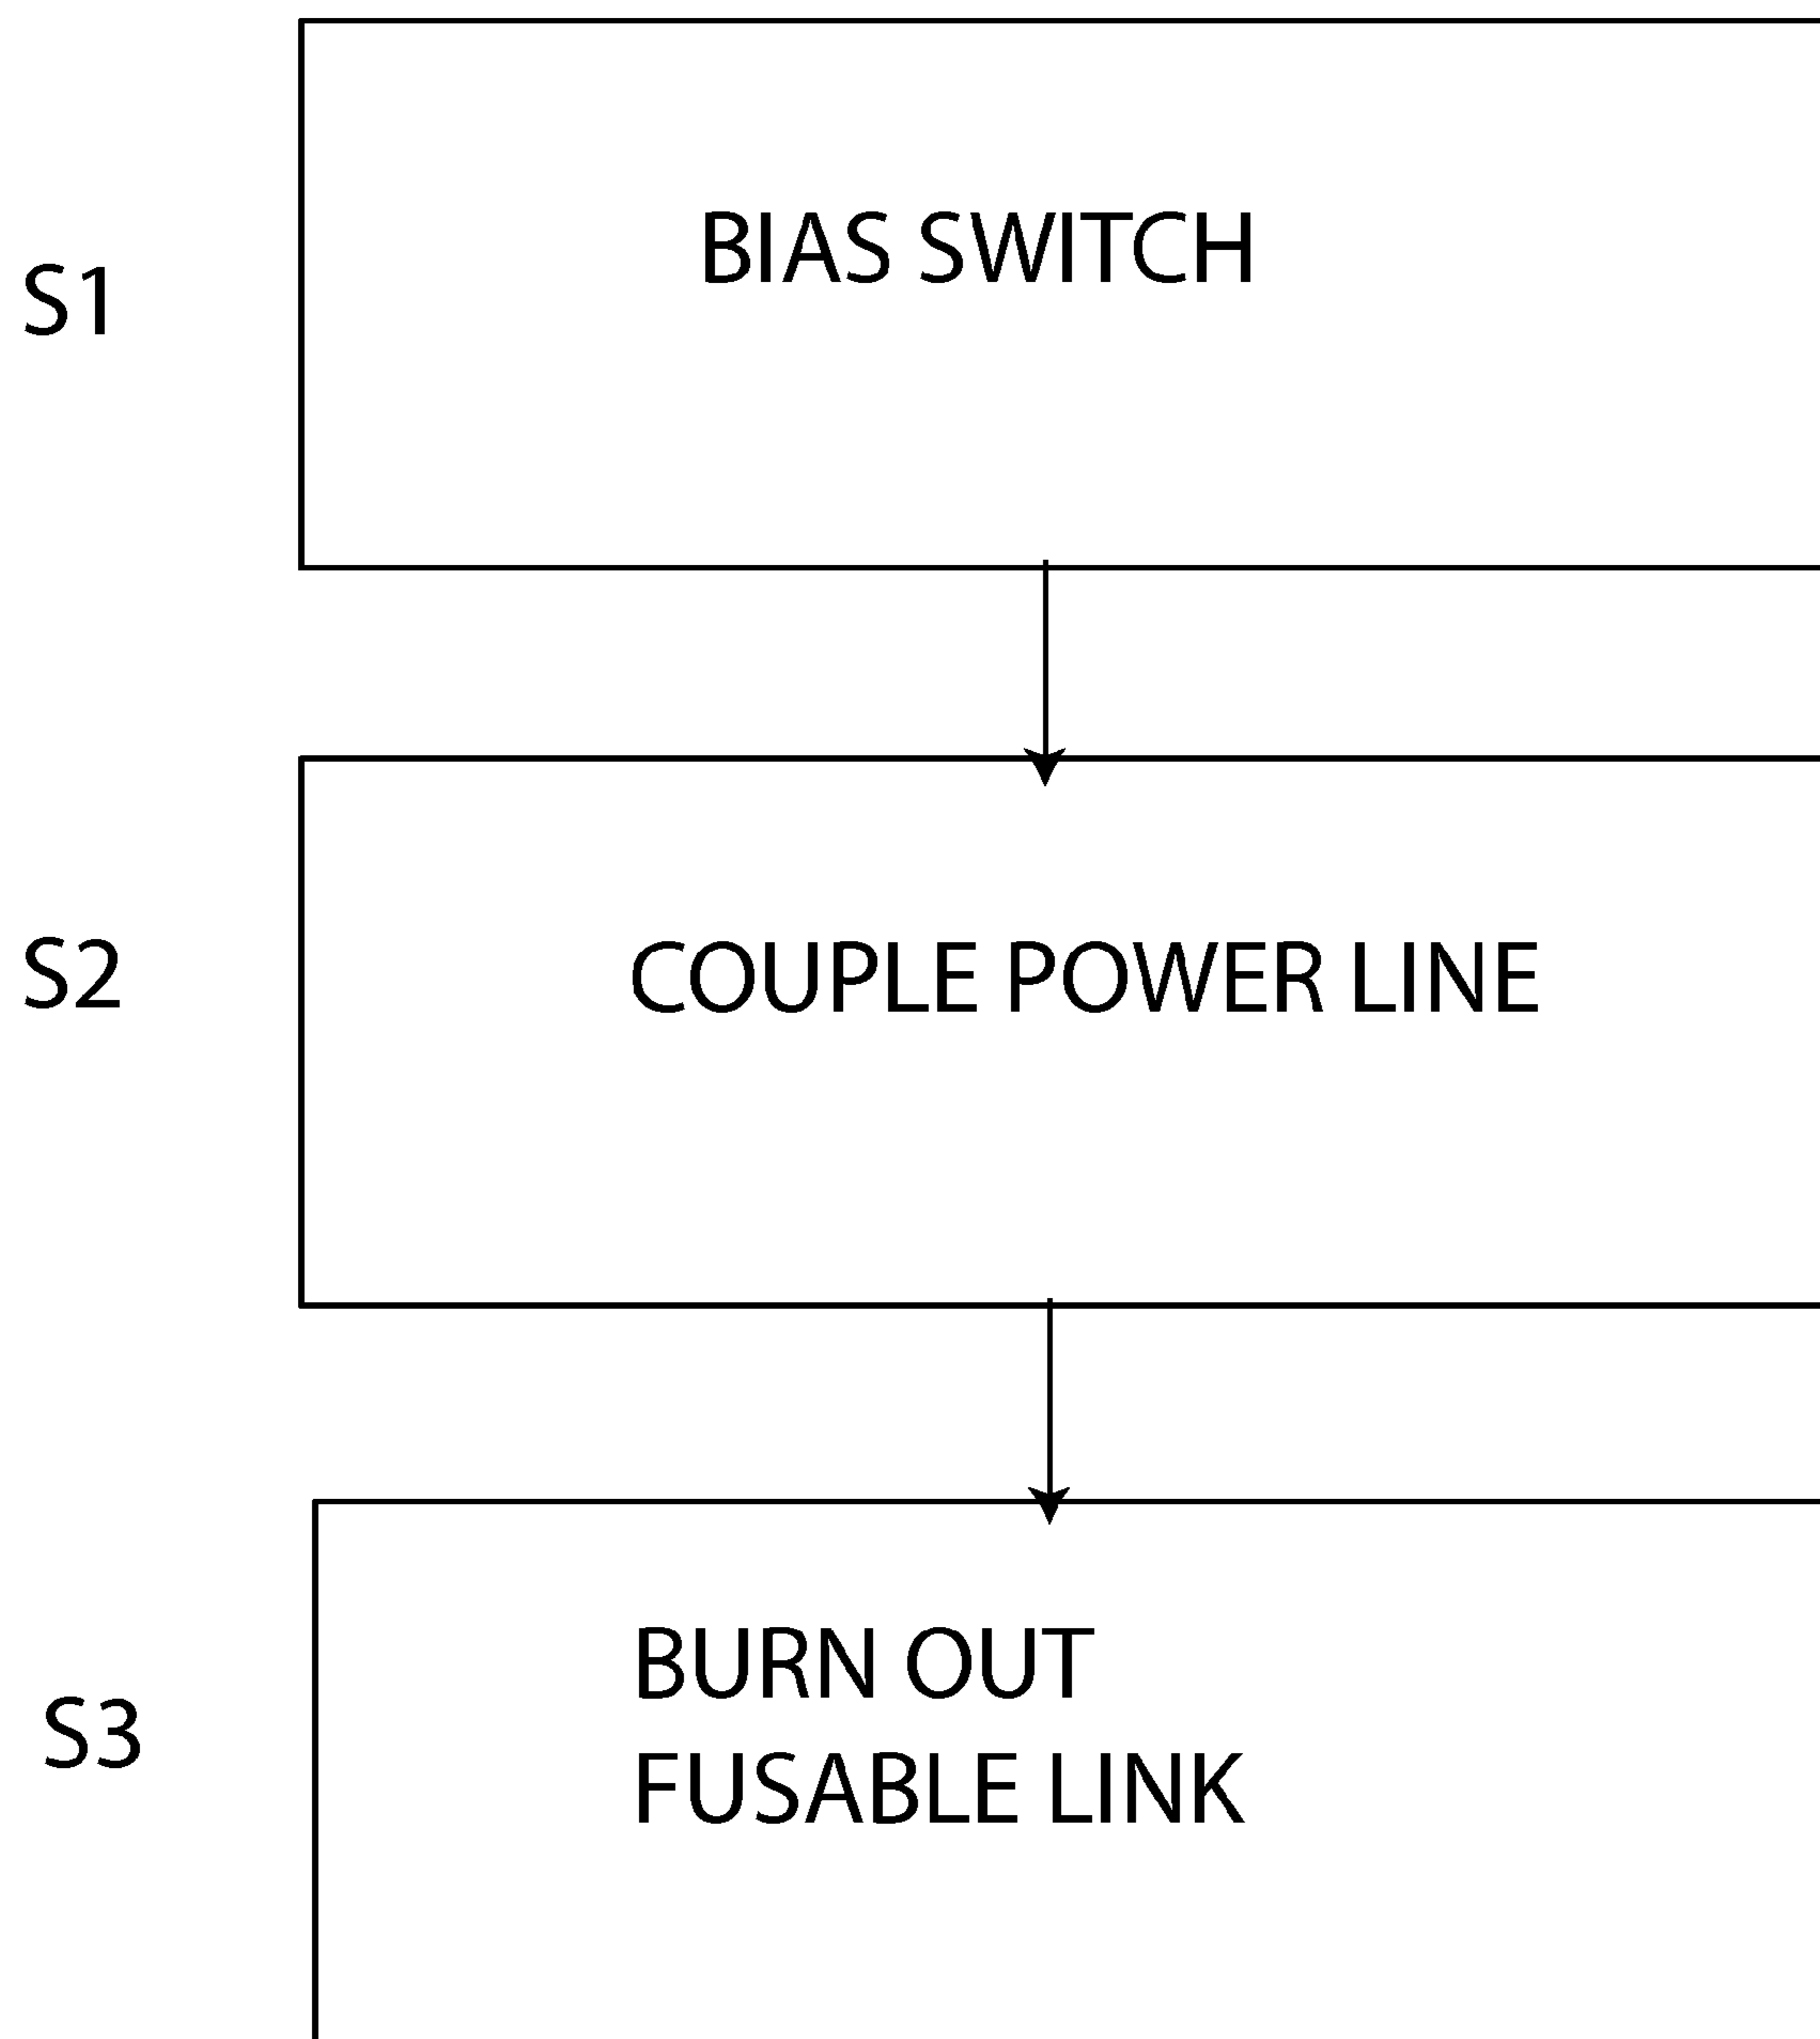 BIAS SWITCH
S1
COUPLE POWER LINE
S2
BURN OUT
FUSABLE LINK
S3